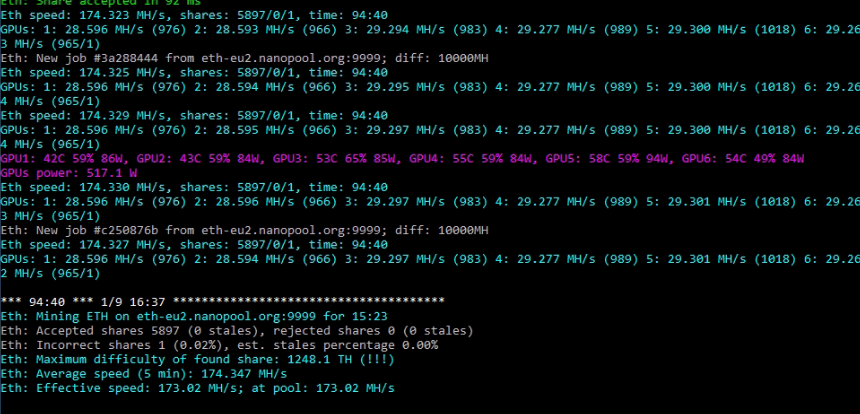 Eth: Share accepted in 92 ms
Eth speed: 174.323 MH/s, shares: 5897/0/1, time: 94:40
GPUs: 1: 28.596 MH/s (976) 2: 28.593 MH/s (966) 3: 29.294 MH/s (983) 4: 29.277 MH/s (989) 5: 29.300 MH/s (1018) 6: 29.26
3 MH/s (965/1)
Eth: New job #3a288444 from eth-eu2.nanopool.org:9999; diff: 10000MH
Eth speed: 174.325 MH/s, shares: 5897/0/1, time: 94:40
GPUs: 1: 28.596 MH/s (976) 2: 28.594 MH/s (966) 3: 29.295 MH/s (983) 4: 29.277 MH/s (989) 5: 29.300 MH/s (1018) 6: 29.26
4 MH/s (965/1)
Eth speed: 174.329 MH/s, shares: 5897/0/1, time: 94:40
GPUs: 1: 28.596 MH/s (976) 2: 28.595 MH/s (966) 3: 29.297 MH/s (983) 4: 29.277 MH/s (989) 5: 29.300 MH/s (1018) 6: 29.26
4 MH/s (965/1)
GPU1: 42C 59% 86W, GPU2: 43C 59% 84W, GPU3: 53C 65% 85W, GPU4: 55C 59% 84W, GPU5: 58C 59% 94W, GPU6: 54C 49% 84W
GPUs power: 517.1 W
Eth speed: 174.330 MH/s, shares: 5897/0/1, time: 94:40
GPUs: 1: 28.596 MH/s (976) 2: 28.596 MH/s (966) 3: 29.297 MH/s (983) 4: 29.277 MH/s (989) 5: 29.301 MH/s (1018) 6: 29.26
3 MH/s (965/1)
Eth: New job #c250876b from eth-eu2.nanopool.org:9999; diff: 10000MH
Eth speed: 174.327 MH/s, shares: 5897/0/1, time: 94:40
GPUs: 1: 28.596 MH/s (976) 2: 28.594 MH/s (966) 3: 29.297 MH/s (983) 4: 29.277 MH/s (989) 5: 29.301 MH/s (1018) 6: 29.26
2 MH/s (965/1)
*** 94:40 *** 1/9 16:37 **************************************
Eth: Mining ETH on eth-eu2.nanopool.org:9999 for 15:23
Eth: Accepted shares 5897 (0 stales), rejected shares 0 (0 stales)
Eth: Incorrect shares 1 (0.02%), est. stales percentage 0.00%
Eth: Maximum difficulty of found share: 1248.1 TH (!!!)
Eth: Average speed (5 min): 174.347 MH/s
Eth: Effective speed: 173.02 MH/s; at pool: 173.02 MH/s